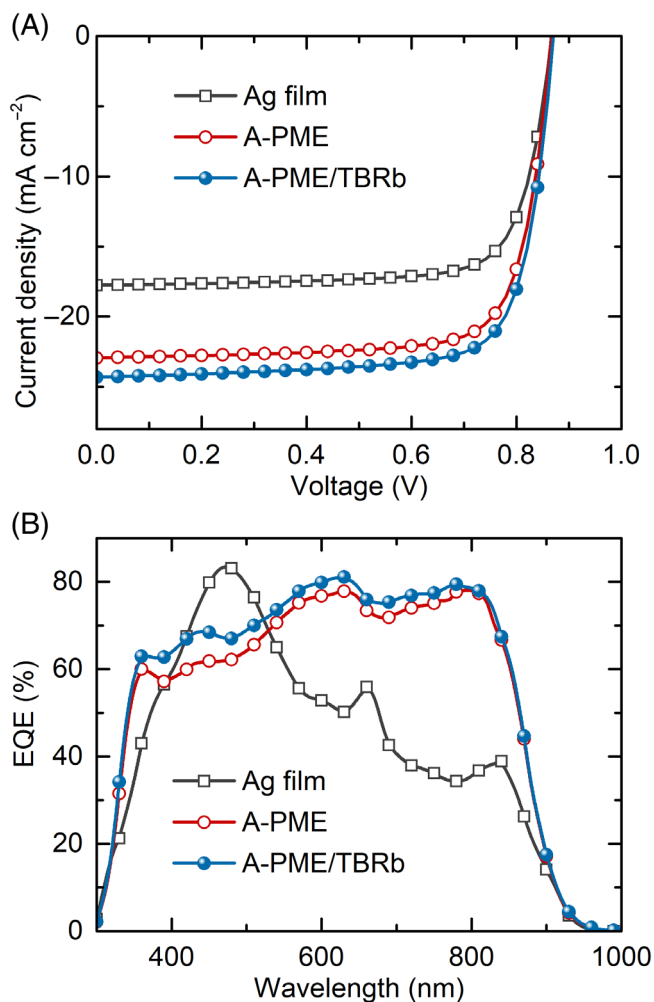 (A)
0
−10
−20
Current density (mA cm⁻²)
Ag film
A-PME
A-PME/TBRb
0.0 0.2 0.4 0.6 0.8 1.0
Voltage (V)
(B)
80
60
40
20
0
EQE (%)
Ag film
A-PME
A-PME/TBRb
400 600 800 1000
Wavelength (nm)